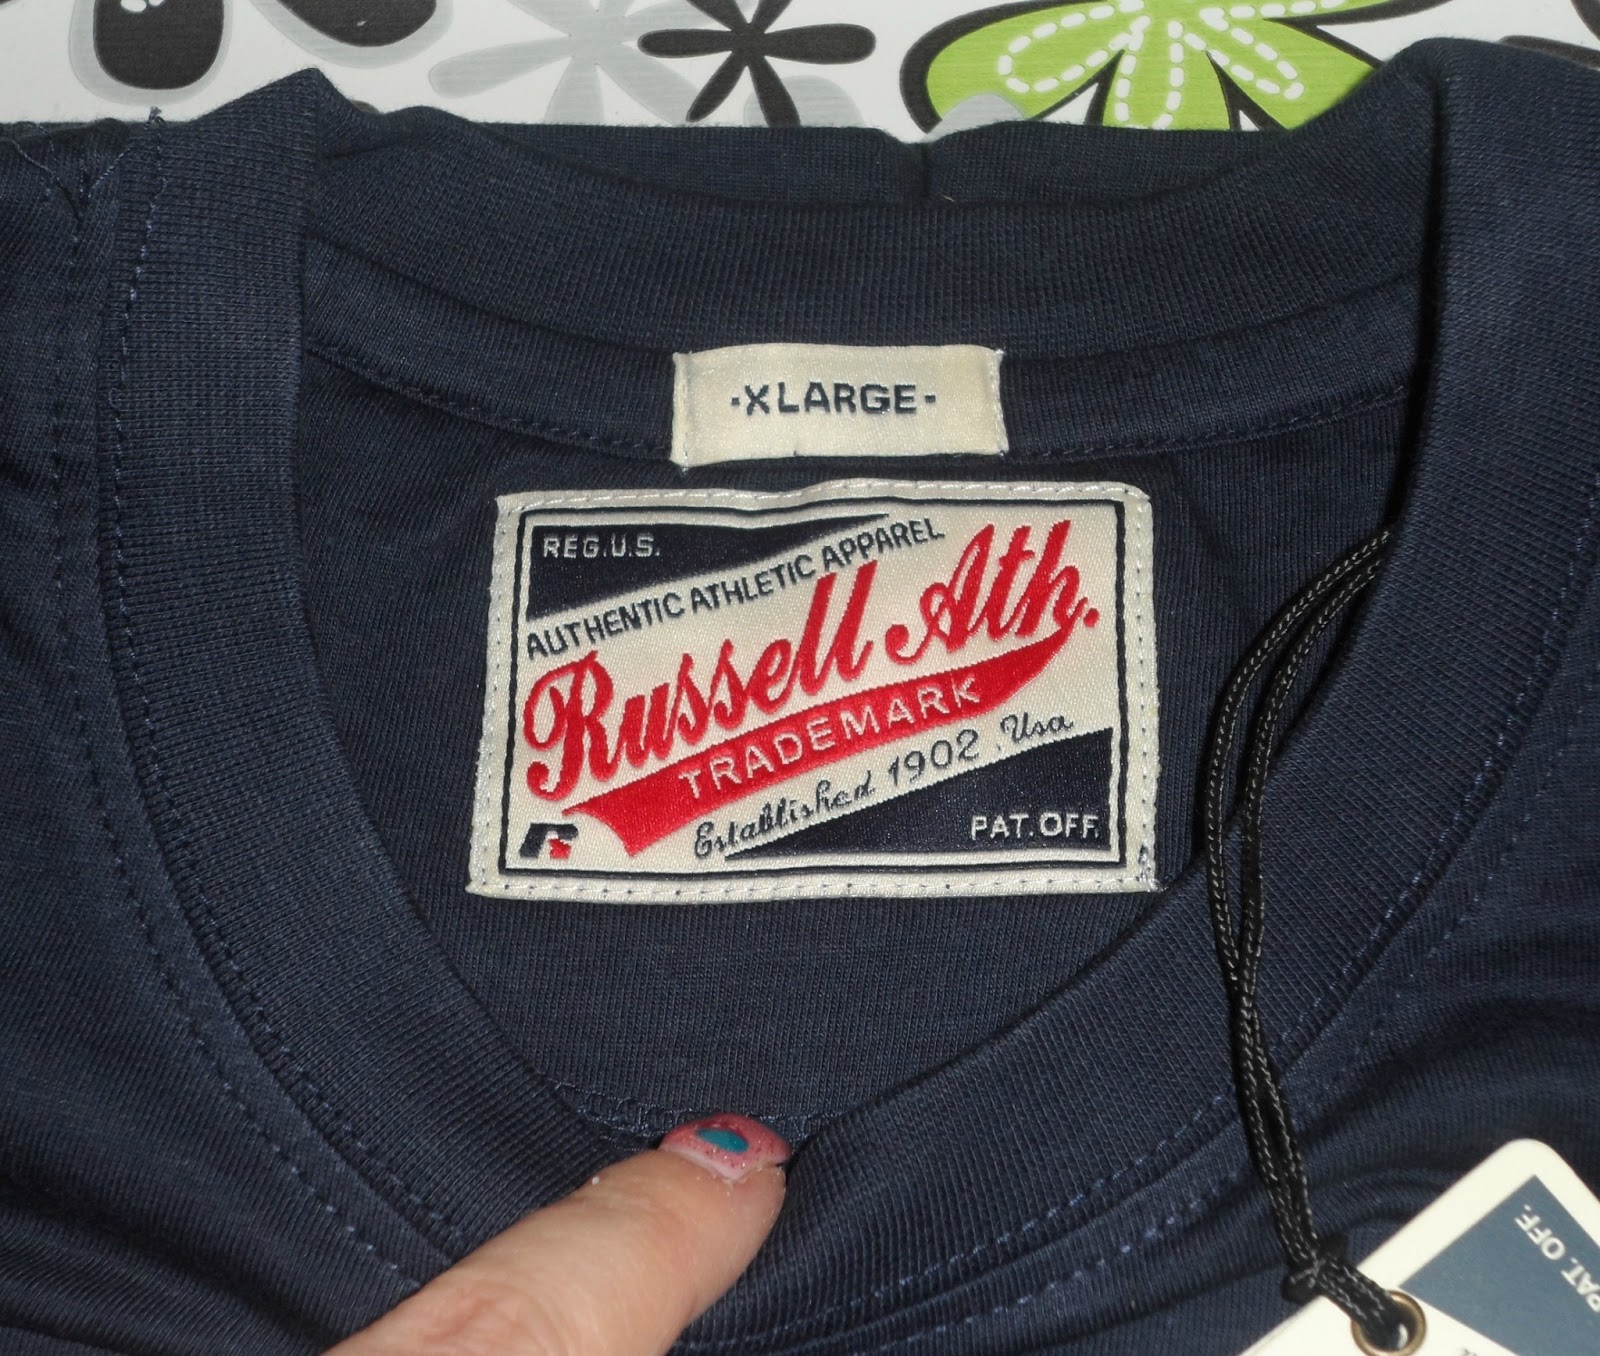 ·XLARGE·
REG.U.S.
AUTHENTIC ATHLETIC APPAREL
Russell Ath.
TRADEMARK
Established 1902. Usa
PAT.OFF.
R
PAT. OFF.